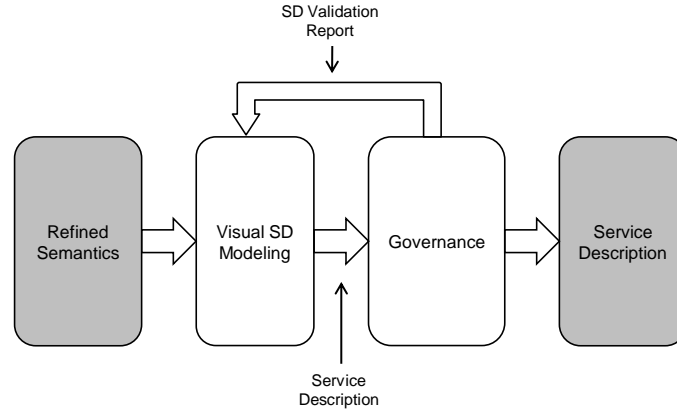 SD Validation
Report
Refined
Semantics
Visual SD
Modeling
Governance
Service
Description
Service
Description